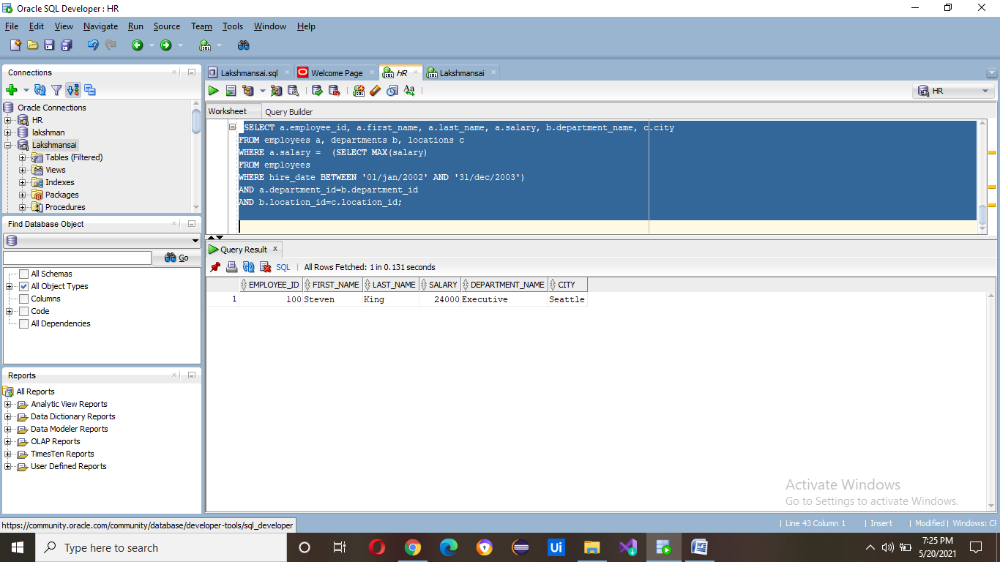 Oracle SQL Developer : HR
File Edit View Navigate Run Source Team Tools Window Help
Connections
Oracle Connections
HR
lakshman
Lakshmansai
Tables (Filtered)
Views
Indexes
Packages
Procedures
Find Database Object
Go
All Schemas
All Object Types
Columns
Code
All Dependencies
Reports
All Reports
Analytic View Reports
Data Dictionary Reports
Data Modeler Reports
OLAP Reports
TimesTen Reports
User Defined Reports
Lakshmansai.sql Welcome Page HR Lakshmansai
HR
Worksheet Query Builder
SELECT a.employee_id, a.first_name, a.last_name, a.salary, b.department_name, c.city
FROM employees a, departments b, locations c
WHERE a.salary = (SELECT MAX(salary)
FROM employees
WHERE hire_date BETWEEN '01/jan/2002' AND '31/dec/2003')
AND a.department_id=b.department_id
AND b.location_id=c.location_id;
Query Result x
SQL | All Rows Fetched: 1 in 0.131 seconds
EMPLOYEE_ID FIRST_NAME LAST_NAME SALARY DEPARTMENT_NAME CITY
1 100 Steven King 24000 Executive Seattle
Activate Windows
Go to Settings to activate Windows.
https://community.oracle.com/community/database/developer-tools/sql_developer
| Line 43 Column 1 | Insert | Modified | Windows: CF
Type here to search
Ui
7:25 PM
5/20/2021